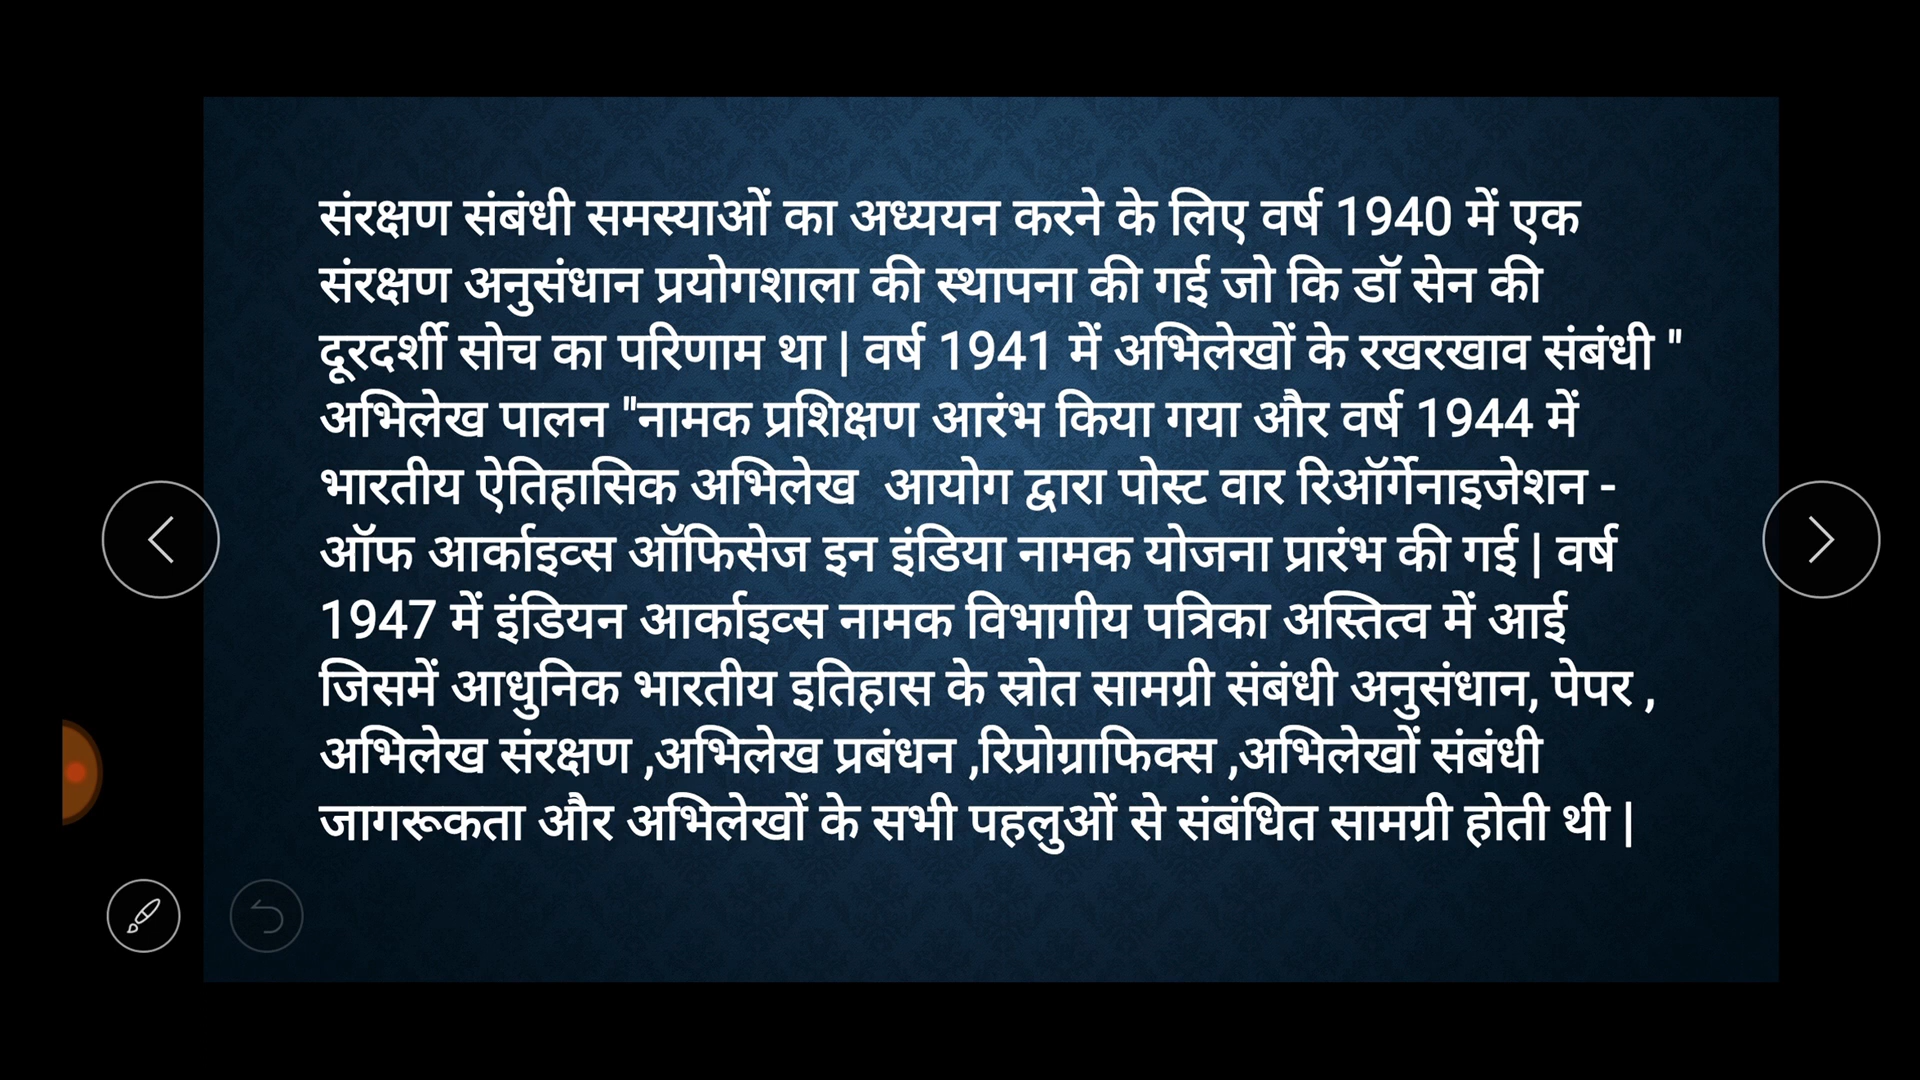 संरक्षण संबंधी समस्याओं का अध्ययन करने के लिए वर्ष 1940 में एक
संरक्षण अनुसंधान प्रयोगशाला की स्थापना की गई जो कि डॉ सेन की
दूरदर्शी सोच का परिणाम था | वर्ष 1941 में अभिलेखों के रखरखाव संबंधी "
अभिलेख पालन "नामक प्रशिक्षण आरंभ किया गया और वर्ष 1944 में
भारतीय ऐतिहासिक अभिलेख  आयोग द्वारा पोस्ट वार रिऑर्गेनाइजेशन -
ऑफ आर्काइव्स ऑफिसेज इन इंडिया नामक योजना प्रारंभ की गई | वर्ष
1947 में इंडियन आर्काइव्स नामक विभागीय पत्रिका अस्तित्व में आई
जिसमें आधुनिक भारतीय इतिहास के स्रोत सामग्री संबंधी अनुसंधान, पेपर ,
अभिलेख संरक्षण ,अभिलेख प्रबंधन ,रिप्रोग्राफिक्स ,अभिलेखों संबंधी
जागरूकता और अभिलेखों के सभी पहलुओं से संबंधित सामग्री होती थी |